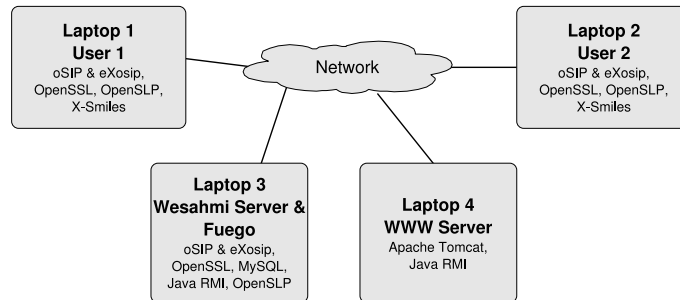 Laptop 1
User 1
oSIP & eXosip,
OpenSSL, OpenSLP,
X-Smiles
Network
Laptop 2
User 2
oSIP & eXosip,
OpenSSL, OpenSLP,
X-Smiles
Laptop 3
Wesahmi Server &
Fuego
oSIP & eXosip,
OpenSSL, MySQL,
Java RMI, OpenSLP
Laptop 4
WWW Server
Apache Tomcat,
Java RMI